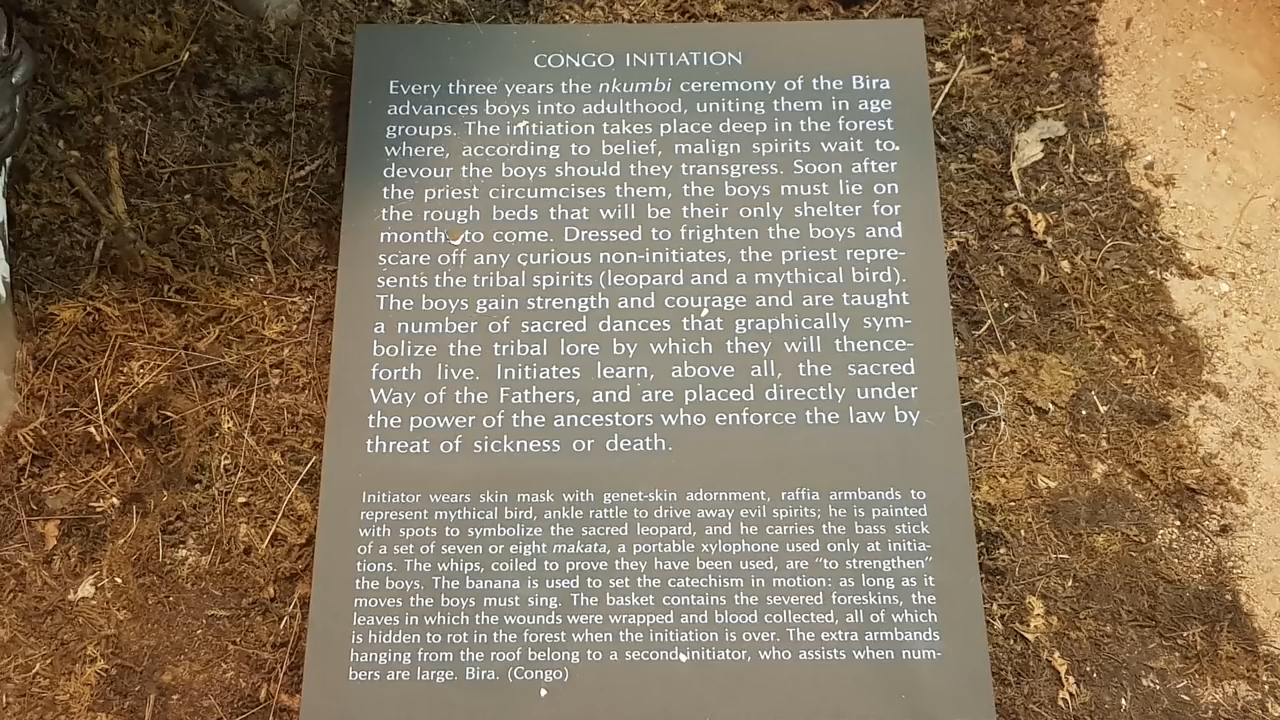 CONGO INITIATION
Every three years the nkumbi ceremony of the Bira
advances boys into adulthood, uniting them in age
groups. The initiation takes place deep in the forest
where, according to belief, malign spirits wait to
devour the boys should they transgress. Soon after
the priest circumcises them, the boys must lie on
the rough beds that will be their only shelter for
months to come. Dressed to frighten the boys and
scare off any curious non-initiates, the priest repre-
sents the tribal spirits (leopard and a mythical bird).
The boys gain strength and courage and are taught
a number of sacred dances that graphically sym-
bolize the tribal lore by which they will thence-
forth live. Initiates learn, above all, the sacred
Way of the Fathers, and are placed directly under
the power of the ancestors who enforce the law by
threat of sickness or death.
Initiator wears skin mask with genet-skin adornment, raffia armbands to
represent mythical bird, ankle rattle to drive away evil spirits; he is painted
with spots to symbolize the sacred leopard, and he carries the bass stick
of a set of seven or eight makata, a portable xylophone used only at initia-
tions. The whips, coiled to prove they have been used, are “to strengthen”
the boys. The banana is used to set the catechism in motion: as long as it
moves the boys must sing. The basket contains the severed foreskins, the
leaves in which the wounds were wrapped and blood collected, all of which
is hidden to rot in the forest when the initiation is over. The extra armbands
hanging from the roof belong to a second initiator, who assists when num-
bers are large. Bira. (Congo)